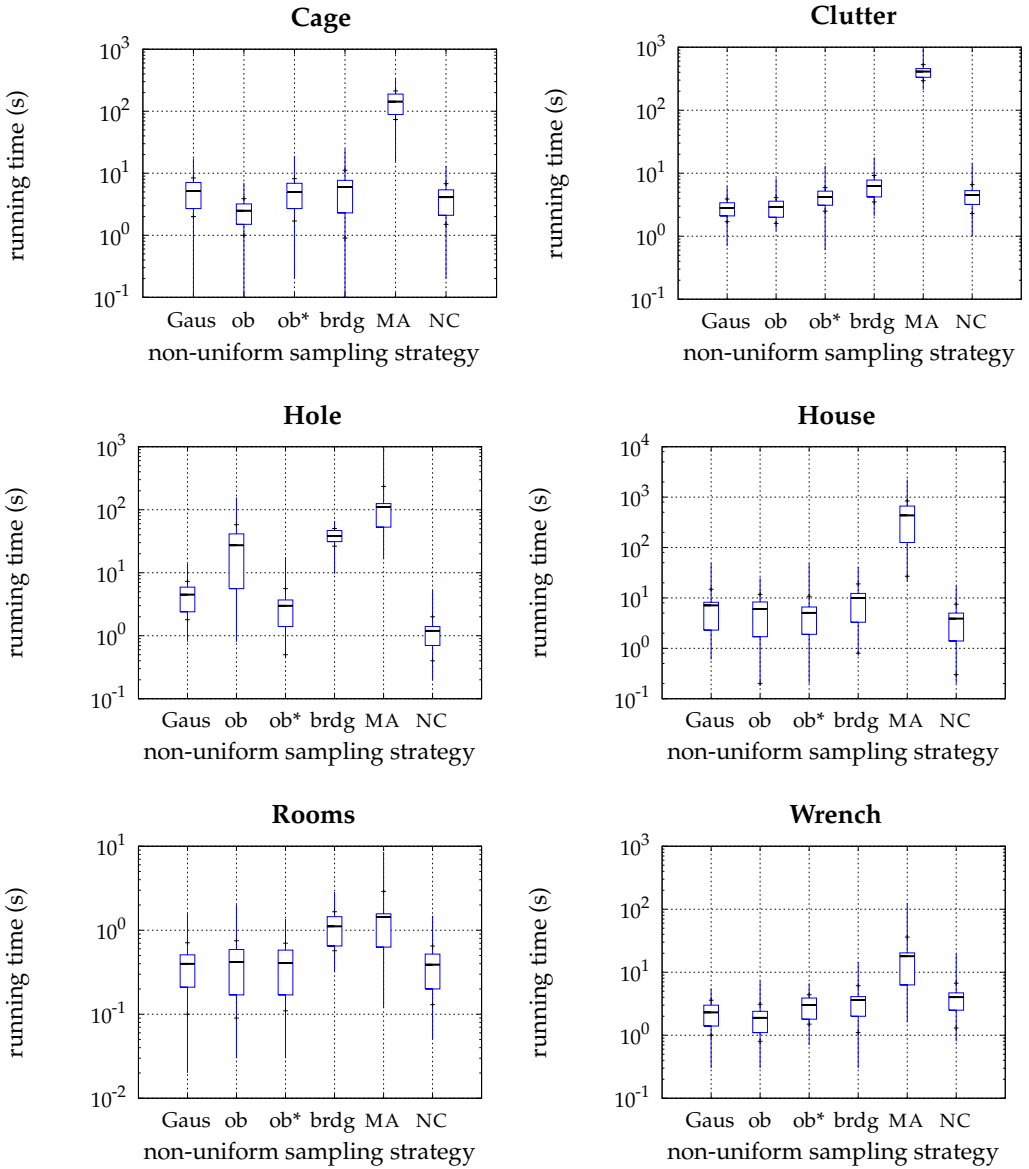 Cage
running time (s)
10^3
10^2
10^1
10^0
10^-1
Gaus ob ob* brdg MA NC
non-uniform sampling strategy
Clutter
running time (s)
10^3
10^2
10^1
10^0
10^-1
Gaus ob ob* brdg MA NC
non-uniform sampling strategy
Hole
running time (s)
10^3
10^2
10^1
10^0
10^-1
Gaus ob ob* brdg MA NC
non-uniform sampling strategy
House
running time (s)
10^4
10^3
10^2
10^1
10^0
10^-1
Gaus ob ob* brdg MA NC
non-uniform sampling strategy
Rooms
running time (s)
10^1
10^0
10^-1
10^-2
Gaus ob ob* brdg MA NC
non-uniform sampling strategy
Wrench
running time (s)
10^3
10^2
10^1
10^0
10^-1
Gaus ob ob* brdg MA NC
non-uniform sampling strategy